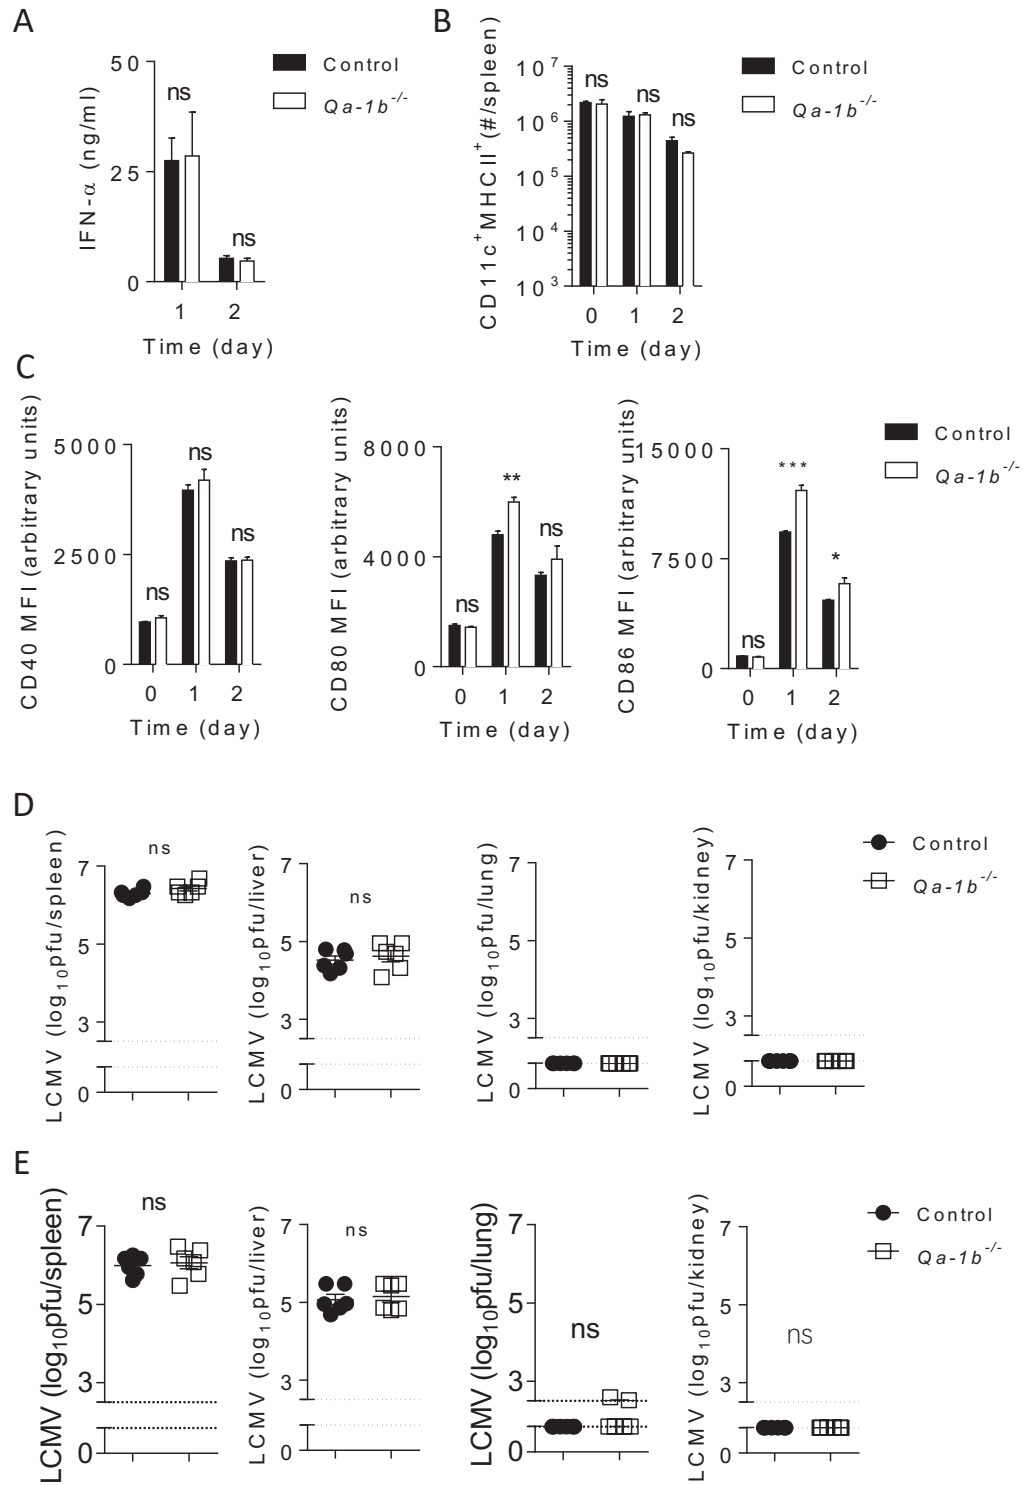 A
IFN-α (ng/ml)
50
25
0
ns
ns
1 2
Time (day)
Control
Qa-1b-/-
B
CD11c+MHCII+(#/spleen)
10^7
10^6
10^5
10^4
10^3
ns
ns
ns
0 1 2
Time (day)
Control
Qa-1b-/-
C
CD40 MFI (arbitrary units)
5000
2500
0
ns
ns
ns
0 1 2
Time (day)
CD80 MFI (arbitrary units)
8000
4000
0
ns
**
ns
0 1 2
Time (day)
CD86 MFI (arbitrary units)
15000
7500
0
ns
***
*
0 1 2
Time (day)
Control
Qa-1b-/-
D
LCMV (log10pfu/spleen)
7
5
3
0
ns
LCMV (log10pfu/liver)
7
5
3
0
ns
LCMV (log10pfu/lung)
7
5
3
0
LCMV (log10pfu/kidney)
7
5
3
0
Control
Qa-1b-/-
E
LCMV (log10pfu/spleen)
7
5
3
0
ns
LCMV (log10pfu/liver)
7
5
3
0
ns
LCMV (log10pfu/lung)
7
5
3
0
ns
LCMV (log10pfu/kidney)
7
5
3
0
ns
Control
Qa-1b-/-